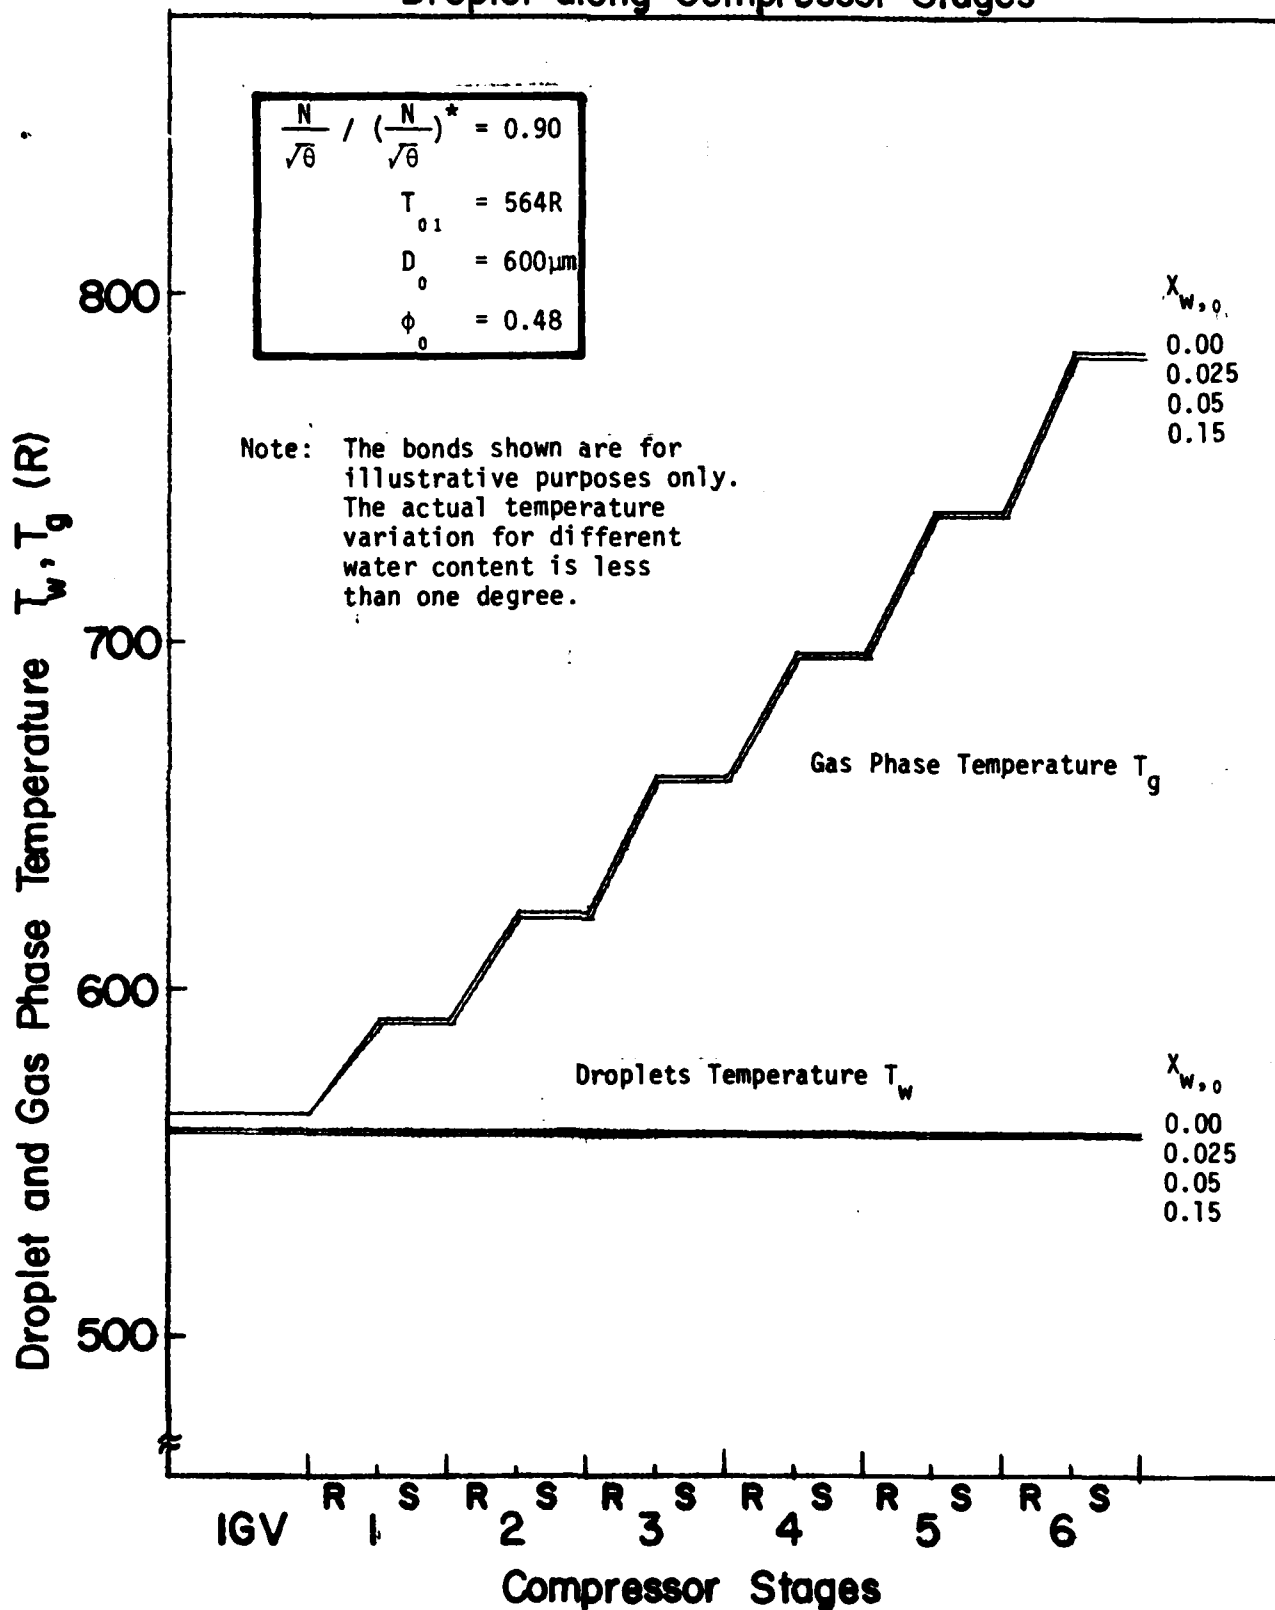 Droplet along Compressor Stages
N/√θ / (N/√θ)* = 0.90
T01 = 564R
D0 = 600µm
ϕ0 = 0.48
Note: The bonds shown are for
illustrative purposes only.
The actual temperature
variation for different
water content is less
than one degree.
Xw,0
0.00
0.025
0.05
0.15
Gas Phase Temperature Tg
Droplets Temperature Tw
Xw,0
0.00
0.025
0.05
0.15
Droplet and Gas Phase Temperature Tw, Tg (R)
800
700
600
500
R S R S R S R S R S R S
IGV 1 2 3 4 5 6
Compressor Stages